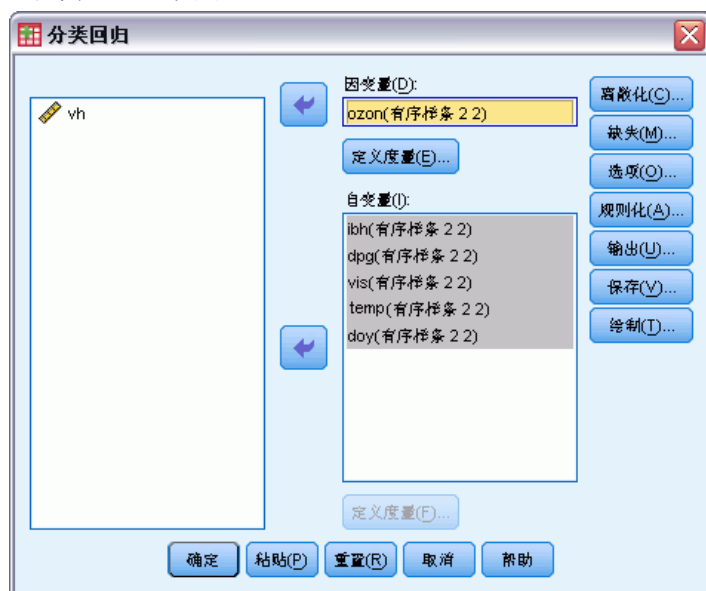 分类回归
vh
因变量(D):
ozon(有序样条 2 2)
定义度量(E)...
自变量(I):
ibh(有序样条 2 2)
dpg(有序样条 2 2)
vis(有序样条 2 2)
temp(有序样条 2 2)
doy(有序样条 2 2)
定义度量(F)...
离散化(C)...
缺失(M)...
选项(O)...
规则化(A)...
输出(U)...
保存(V)...
绘制(T)...
确定
粘贴(P)
重置(R)
取消
帮助